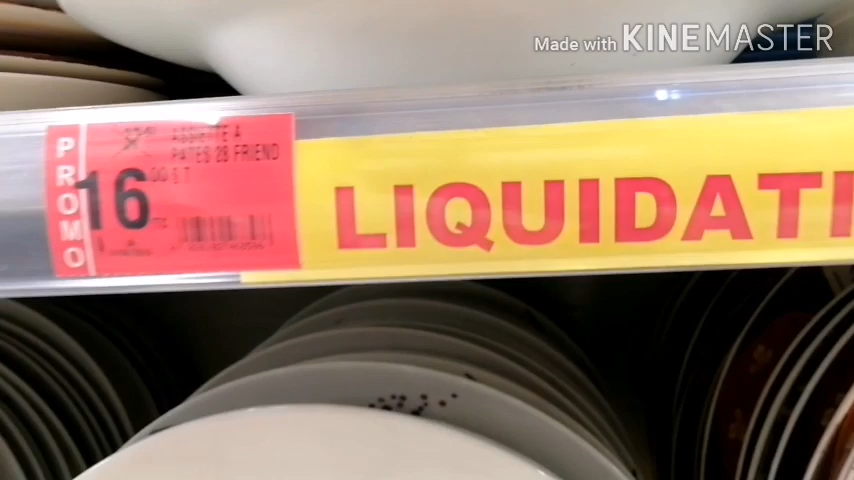 Made with KINEMASTER
PROMO
ASSIETTE A
PATES 28 FRIEND
16
LIQUIDATI